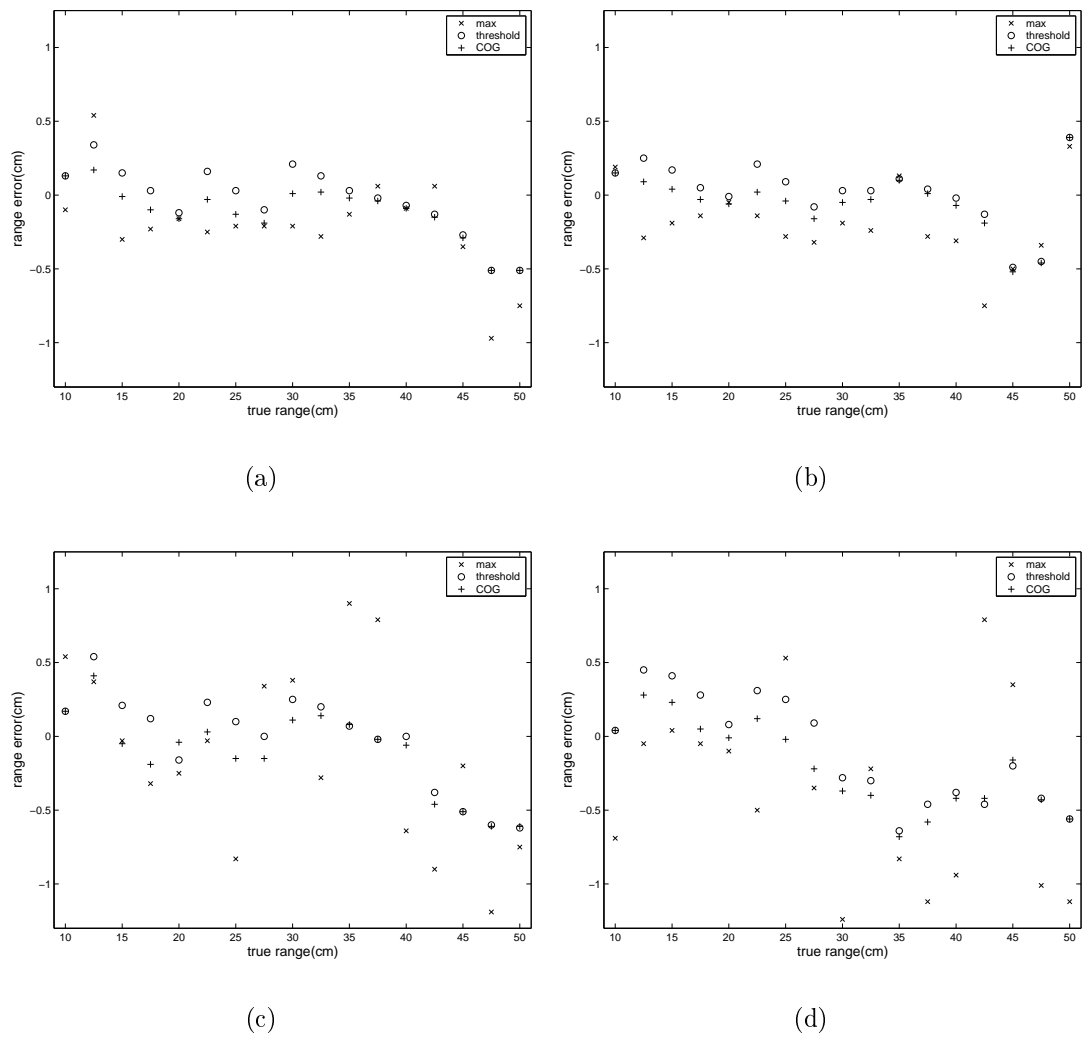 max
threshold
COG
1
0.5
0
−0.5
−1
range error(cm)
10 15 20 25 30 35 40 45 50
true range(cm)
(a)
max
threshold
COG
1
0.5
0
−0.5
−1
range error(cm)
10 15 20 25 30 35 40 45 50
true range(cm)
(b)
max
threshold
COG
1
0.5
0
−0.5
−1
range error(cm)
10 15 20 25 30 35 40 45 50
true range(cm)
(c)
max
threshold
COG
1
0.5
0
−0.5
−1
range error(cm)
10 15 20 25 30 35 40 45 50
true range(cm)
(d)